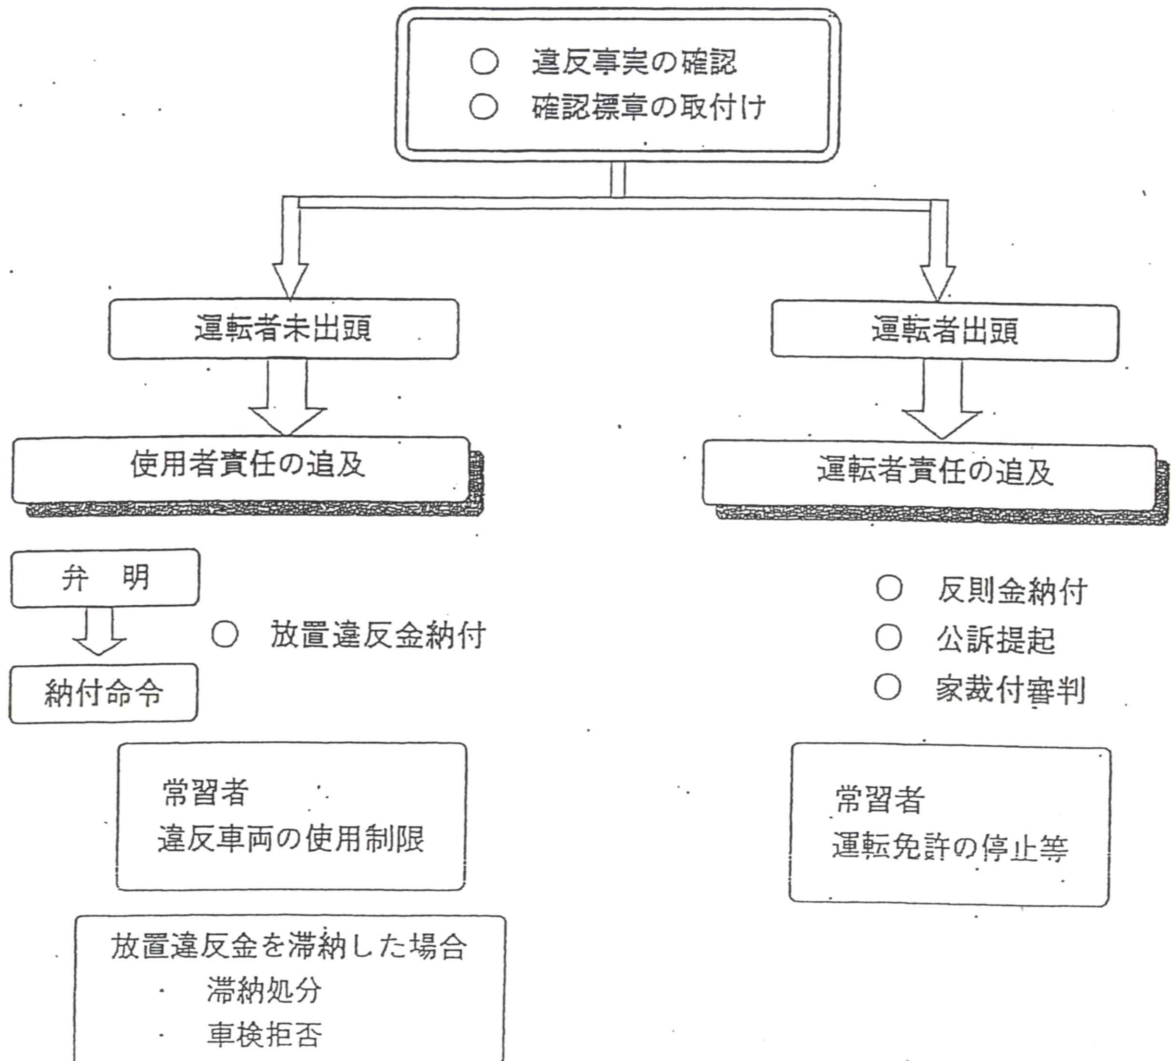 ○ 違反事実の確認
○ 確認標章の取付け
運転者未出頭
運転者出頭
使用者責任の追及
運転者責任の追及
弁 明
○ 放置違反金納付
納付命令
○ 反則金納付
○ 公訴提起
○ 家裁付審判
常習者
違反車両の使用制限
常習者
運転免許の停止等
放置違反金を滞納した場合
・ 滞納処分
・ 車検拒否